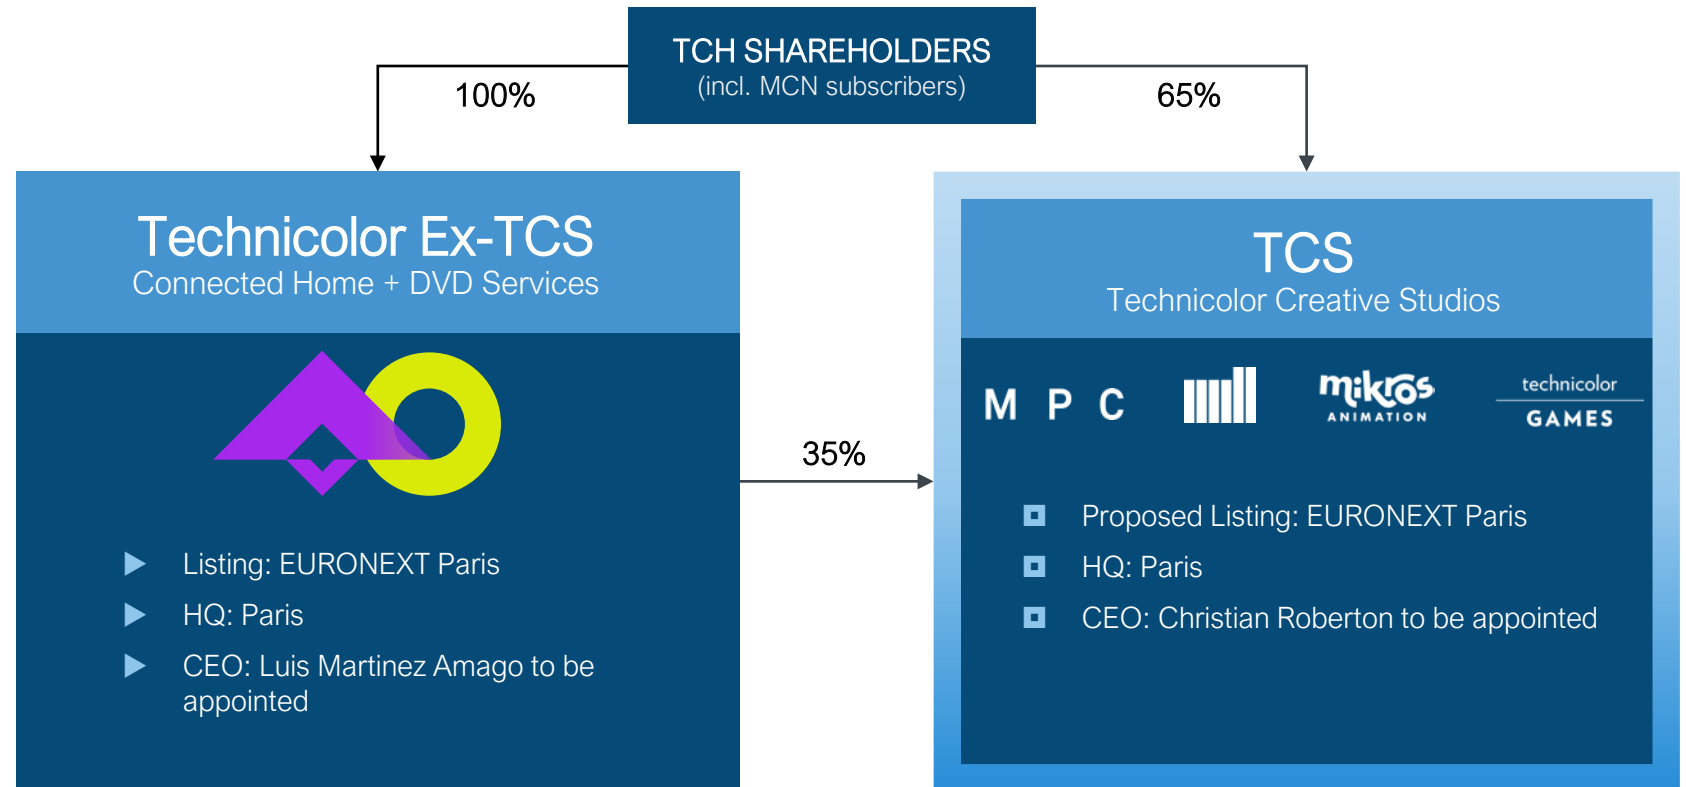 TCH SHAREHOLDERS
(incl. MCN subscribers)
100%
65%
Technicolor Ex-TCS
Connected Home + DVD Services
Listing: EURONEXT Paris
HQ: Paris
CEO: Luis Martinez Amago to be
appointed
35%
TCS
Technicolor Creative Studios
M P C
mikros
ANIMATION
technicolor
GAMES
Proposed Listing: EURONEXT Paris
HQ: Paris
CEO: Christian Roberton to be appointed